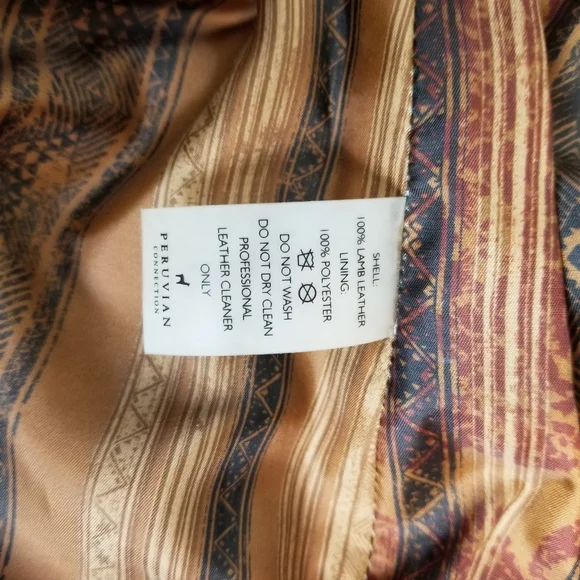 SHELL:
100% LAMB LEATHER
LINING:
100% POLYESTER
DO NOT WASH
DO NOT DRY CLEAN
PROFESSIONAL
LEATHER CLEANER
ONLY
PERUVIAN
CONNECTION